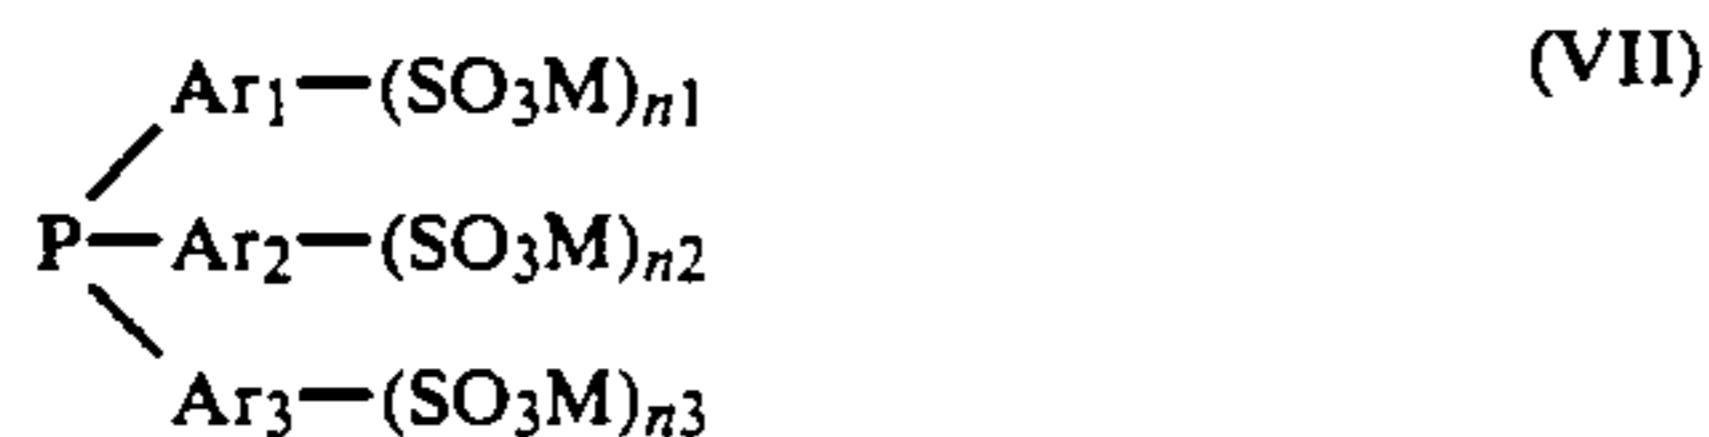 Ar₁—(SO₃M)ₙ₁ (VII)
P—Ar₂—(SO₃M)ₙ₂
Ar₃—(SO₃M)ₙ₃